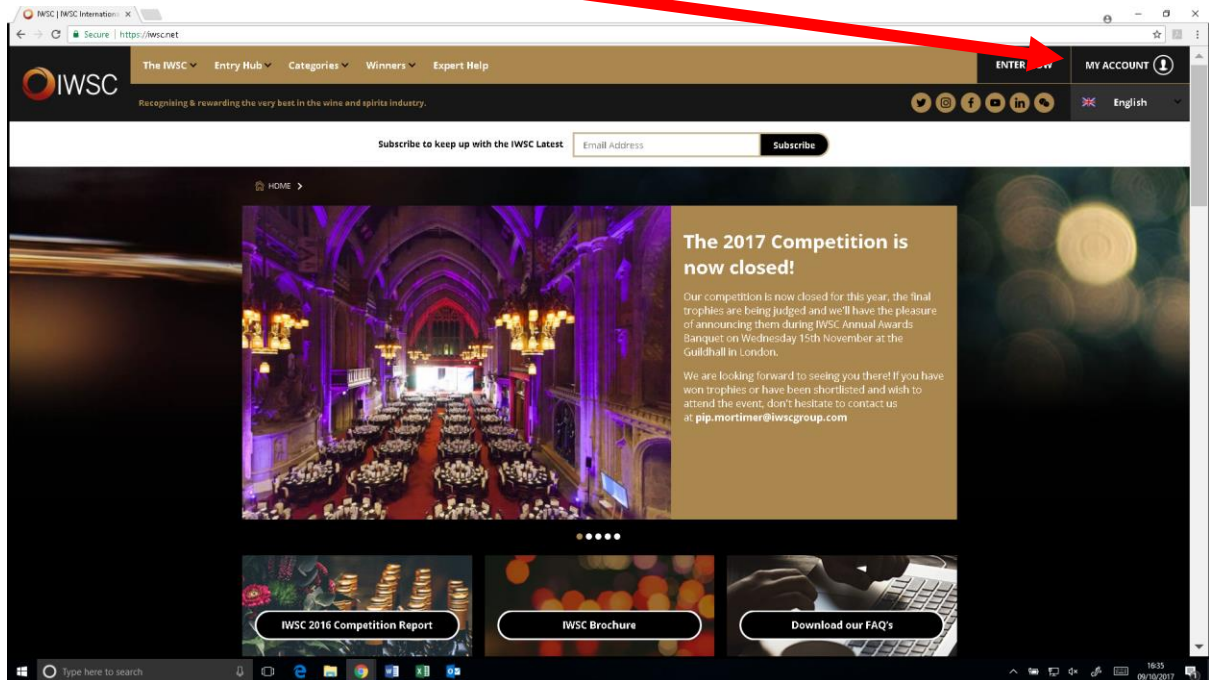 IWSC | IWSC Internation
Secure | https://iwsc.net
The IWSC Entry Hub Categories Winners Expert Help
MY ACCOUNT
IWSC
Recognising & rewarding the very best in the wine and spirits industry.
English
Subscribe to keep up with the IWSC Latest Email Address Subscribe
HOME
The 2017 Competition is
now closed!
Our competition is now closed for this year, the final
trophies are being judged and we'll have the pleasure
of announcing them during IWSC Annual Awards
Banquet on Wednesday 15th November at the
Guildhall in London.
We are looking forward to seeing you there! If you have
won trophies or have been shortlisted and wish to
attend the event, don't hesitate to contact us
at pip.mortimer@iwscgroup.com
IWSC 2016 Competition Report
IWSC Brochure
Download our FAQ's
Type here to search
16:35
09/10/2017